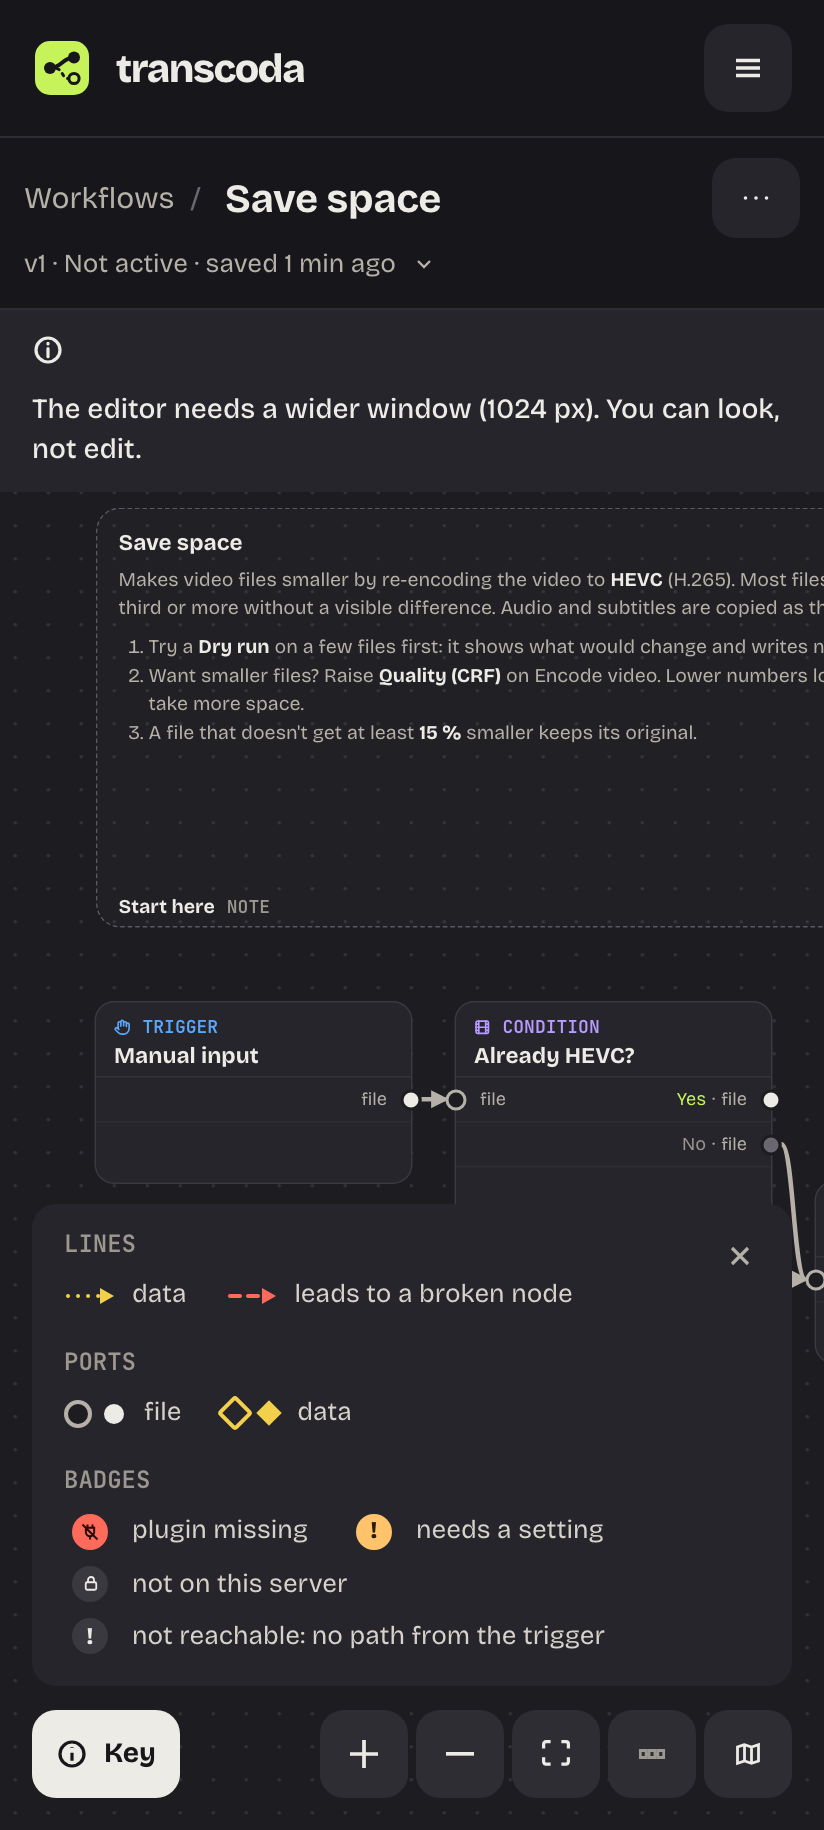 transcoda
Workflows / Save space
v1 · Not active · saved 1 min ago
The editor needs a wider window (1024 px). You can look,
not edit.
Save space
Makes video files smaller by re-encoding the video to HEVC (H.265). Most files
third or more without a visible difference. Audio and subtitles are copied as
1. Try a Dry run on a few files first: it shows what would change and writes
2. Want smaller files? Raise Quality (CRF) on Encode video. Lower numbers
take more space.
3. A file that doesn't get at least 15 % smaller keeps its original.
Start here NOTE
TRIGGER
Manual input
file
CONDITION
Already HEVC?
file Yes · file
No · file
LINES
data leads to a broken node
PORTS
file data
BADGES
plugin missing ! needs a setting
not on this server
! not reachable: no path from the trigger
Key